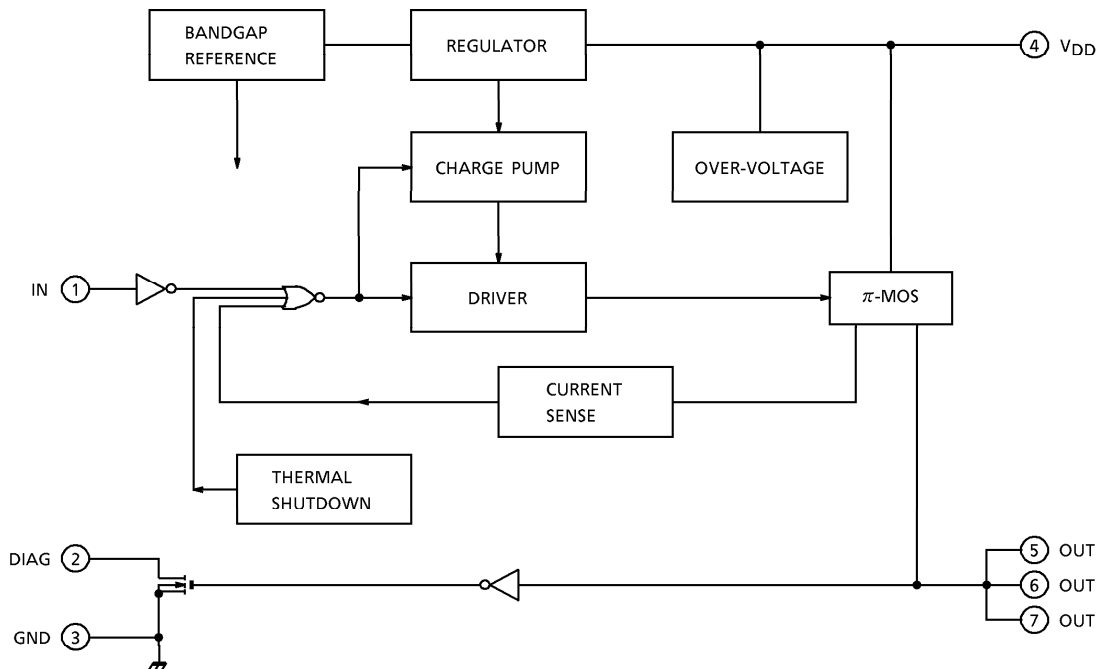 BANDGAP
REFERENCE
REGULATOR
4 VDD
CHARGE PUMP
OVER-VOLTAGE
IN 1
DRIVER
π-MOS
CURRENT
SENSE
THERMAL
SHUTDOWN
DIAG 2
5 OUT
6 OUT
7 OUT
GND 3